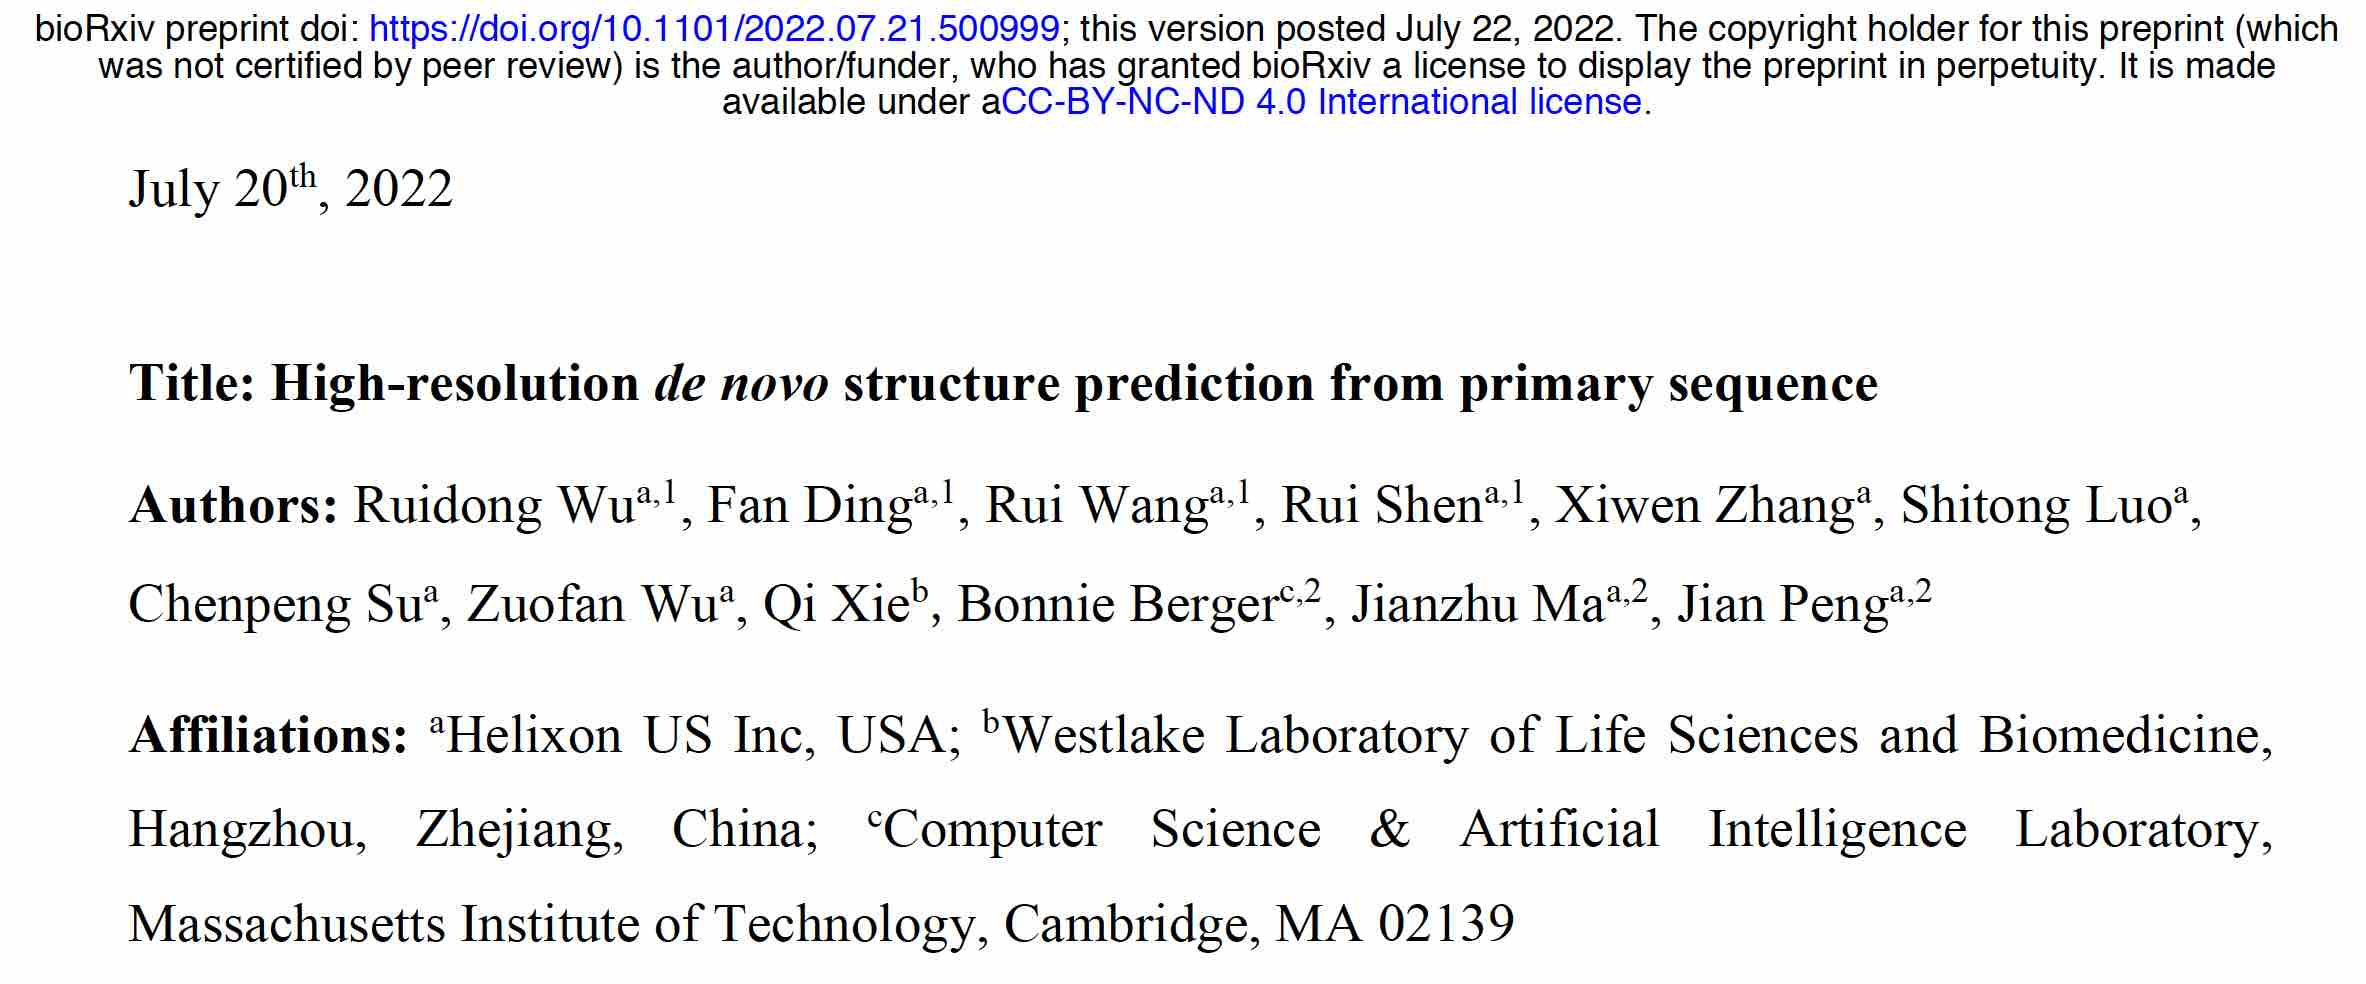 bioRxiv preprint doi: https://doi.org/10.1101/2022.07.21.500999; this version posted July 22, 2022. The copyright holder for this preprint (which
was not certified by peer review) is the author/funder, who has granted bioRxiv a license to display the preprint in perpetuity. It is made
available under aCC-BY-NC-ND 4.0 International license.
July 20th, 2022
Title: High-resolution de novo structure prediction from primary sequence
Authors: Ruidong Wua,1, Fan Dinga,1, Rui Wanga,1, Rui Shena,1, Xiwen Zhanga, Shitong Luoa,
Chenpeng Sua, Zuofan Wua, Qi Xieb, Bonnie Bergerc,2, Jianzhu Maa,2, Jian Penga,2
Affiliations: aHelixon US Inc, USA; bWestlake Laboratory of Life Sciences and Biomedicine,
Hangzhou, Zhejiang, China; cComputer Science & Artificial Intelligence Laboratory,
Massachusetts Institute of Technology, Cambridge, MA 02139